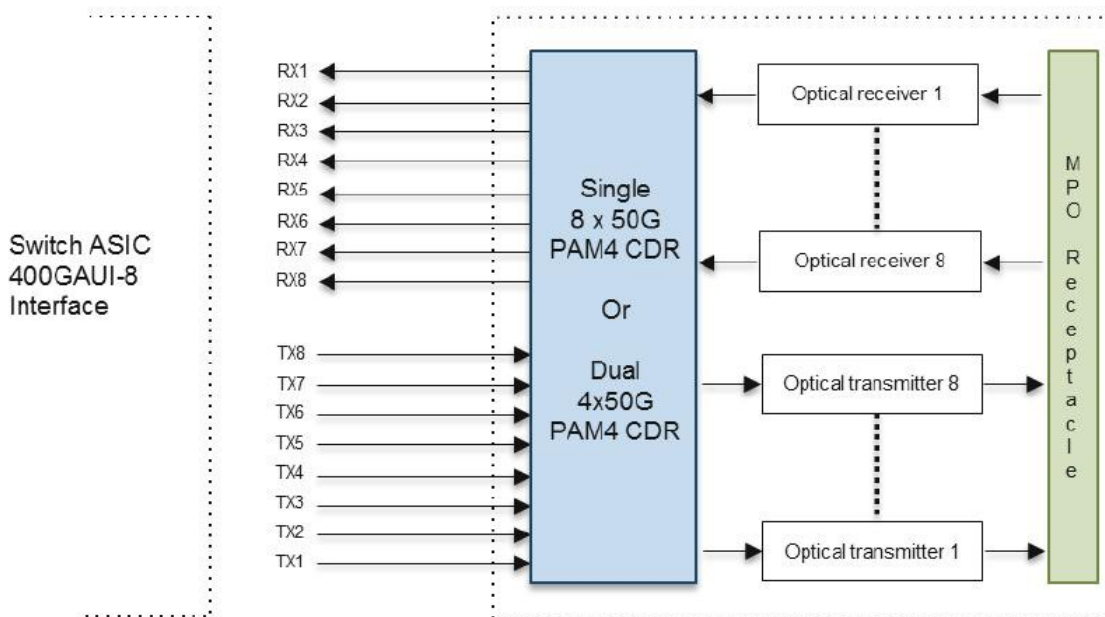 Switch ASIC
400GAUI-8
Interface
RX1
RX2
RX3
RX4
RX5
RX6
RX7
RX8
TX8
TX7
TX6
TX5
TX4
TX3
TX2
TX1
Single
8 x 50G
PAM4 CDR
Or
Dual
4x50G
PAM4 CDR
Optical receiver 1
Optical receiver 8
Optical transmitter 8
Optical transmitter 1
MPO Receptacle